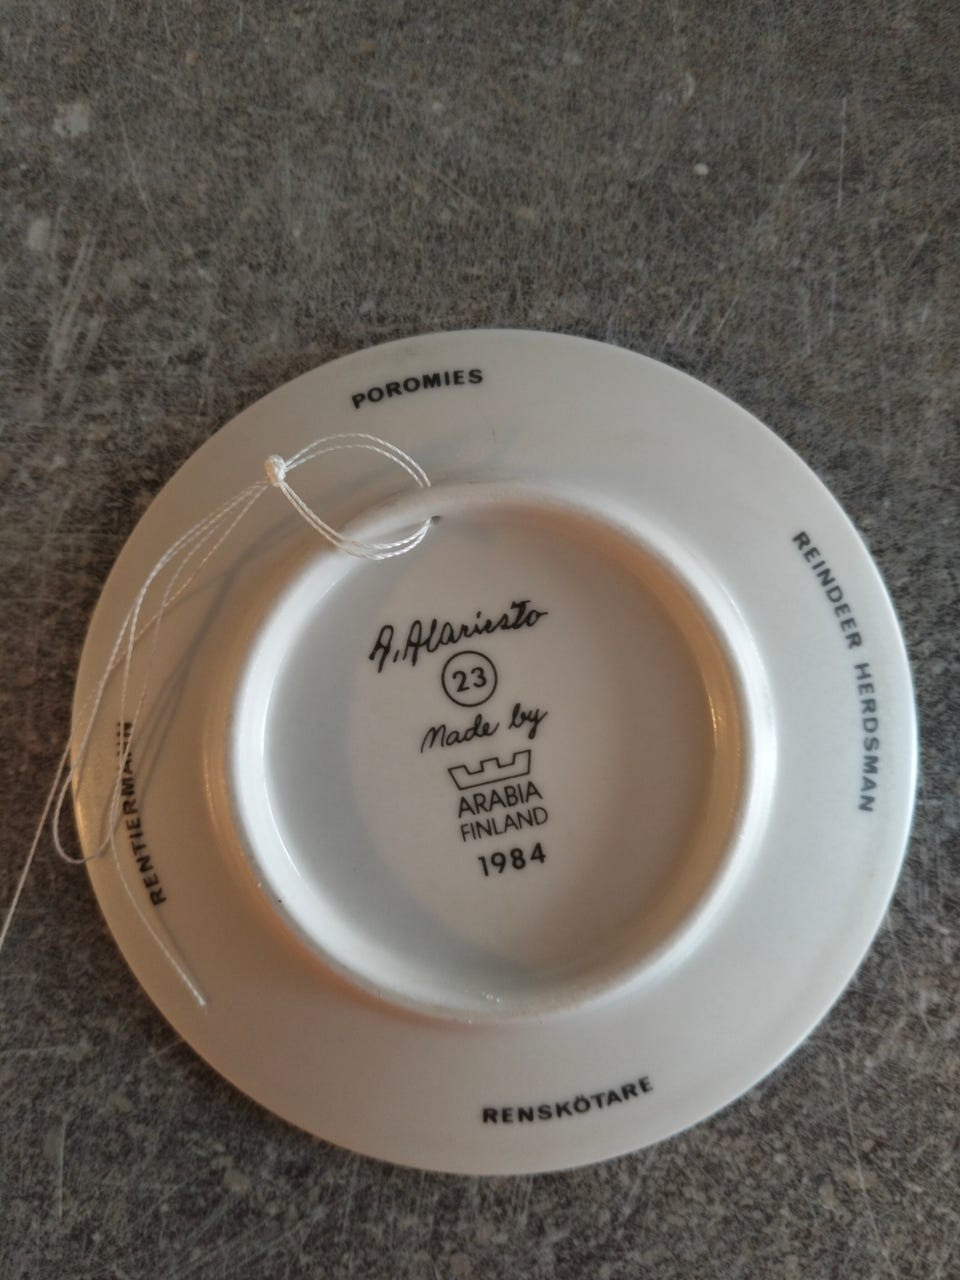 POROMIES
REINDEER HERDSMAN
RENTIERMANN
A. Alariesto
23
Made by
ARABIA
FINLAND
1984
RENSKÖTARE